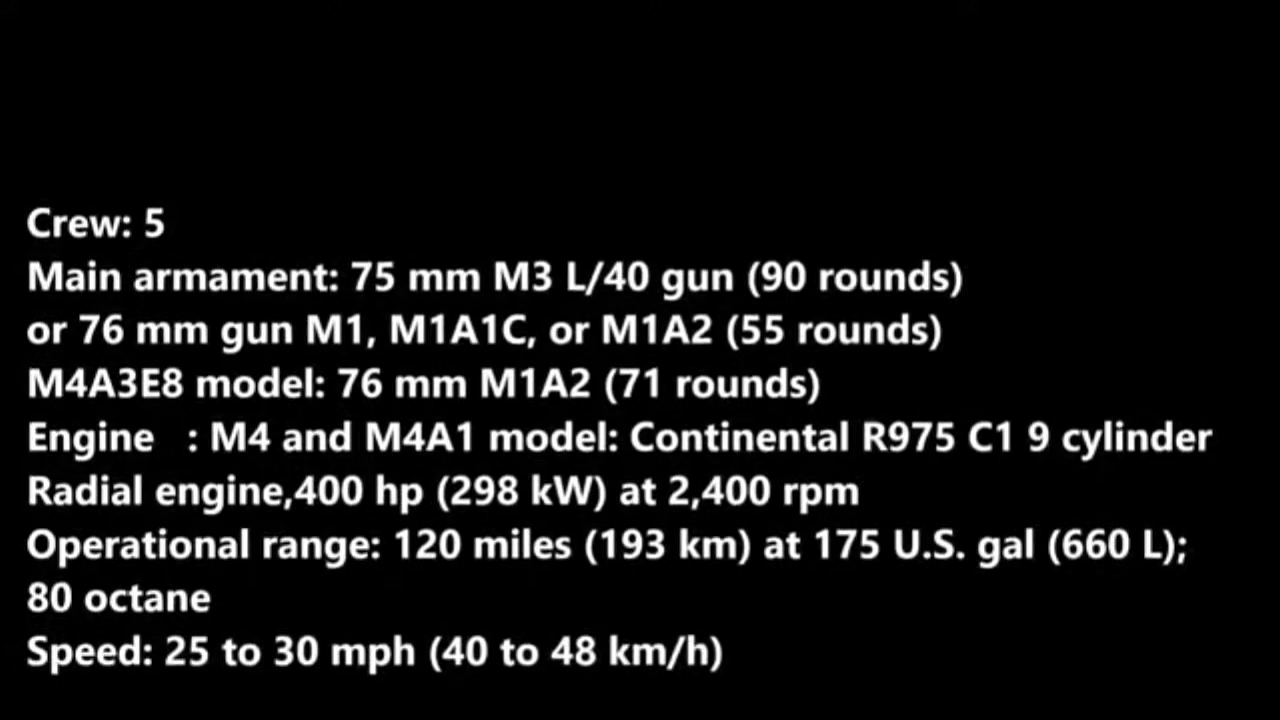 Crew: 5
Main armament: 75 mm M3 L/40 gun (90 rounds)
or 76 mm gun M1, M1A1C, or M1A2 (55 rounds)
M4A3E8 model: 76 mm M1A2 (71 rounds)
Engine   : M4 and M4A1 model: Continental R975 C1 9 cylinder
Radial engine,400 hp (298 kW) at 2,400 rpm
Operational range: 120 miles (193 km) at 175 U.S. gal (660 L);
80 octane
Speed: 25 to 30 mph (40 to 48 km/h)